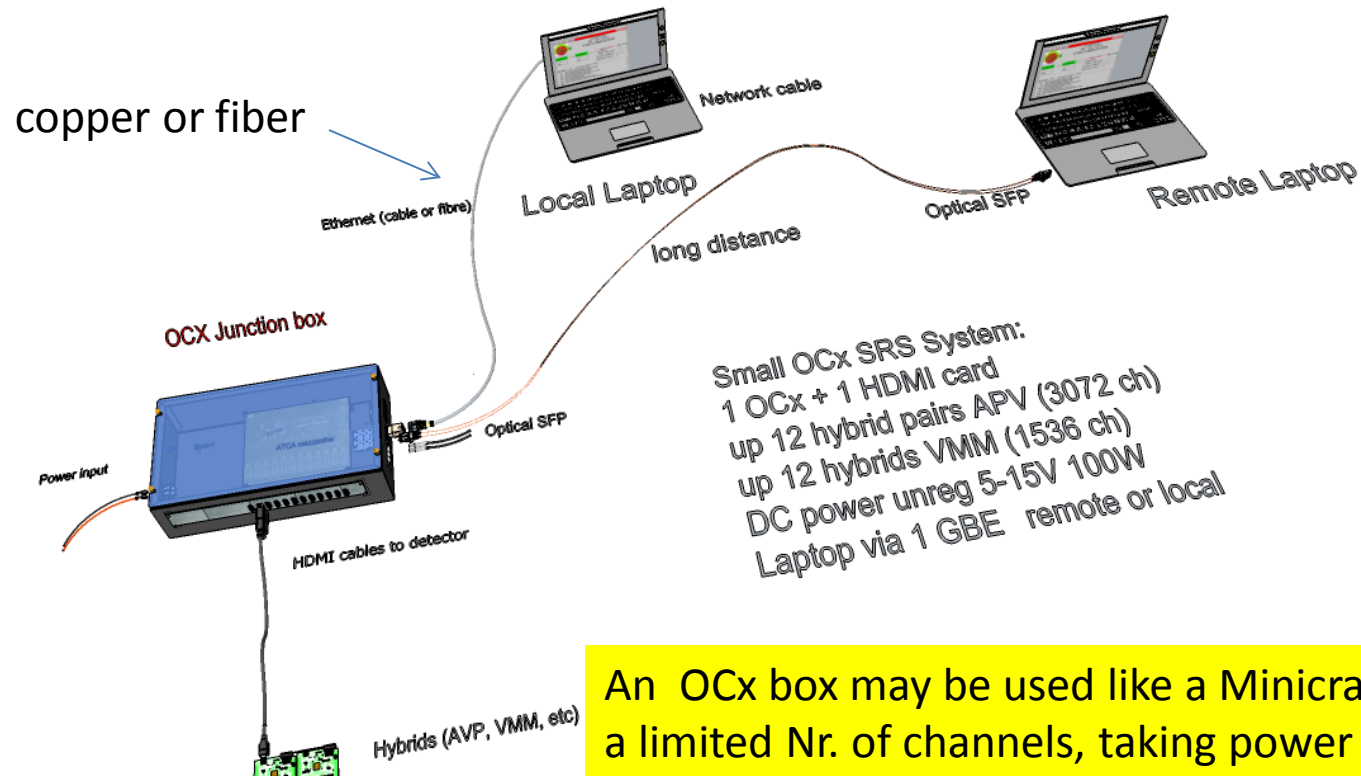 copper or fiber
Network cable
Local Laptop
Ethernet (cable or fibre)
Optical SFP
Remote Laptop
long distance
OCX Junction box
ATCA mezzanine
Optical SFP
Power input
HDMI cables to detector
Small OCx SRS System:
1 OCx + 1 HDMI card
up 12 hybrid pairs APV (3072 ch)
up 12 hybrids VMM (1536 ch)
DC power unreg 5-15V 100W
Laptop via 1 GBE remote or local
Hybrids (AVP, VMM, etc)
An OCx box may be used like a Minicra
a limited Nr. of channels, taking power